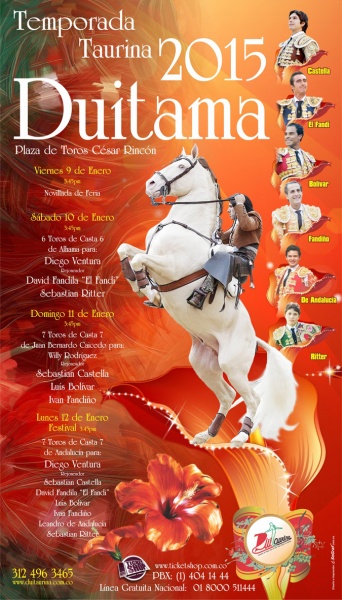 Temporada
Taurina 2015
Duitama
Plaza de Toros César Rincón
Viernes 9 de Enero
3:45pm
Novillada de Feria
Sábado 10 de Enero
3:45pm
6 Toros de Casta 6
de Alhama para:
Diego Ventura
Rejoneador
David Fandila "El Fandi"
Sebastian Ritter
Domingo 11 de Enero
3:45pm
7 Toros de Casta 7
de Juan Bernardo Caicedo para:
Willy Rodríguez
Rejoneador
Sebastian Castella
Luis Bolívar
Ivan Fandiño
Lunes 12 de Enero
Festival 3:45pm
7 Toros de Casta 7
de Andalucía para:
Diego Ventura
Rejoneador
Sebastian Castella
David Fandila "El Fandi"
Luis Bolívar
Ivan Fandiño
Leandro de Andalucía
Sebastian Ritter
Castella
El Fandi
Bolívar
Fandiño
De Andalucía
Ritter
312 496 3465
www.dutaurina.com
www.ticketshop.com.co
PBX: (1) 404 14 44
Línea Gratuita Nacional: 01 8000 511444